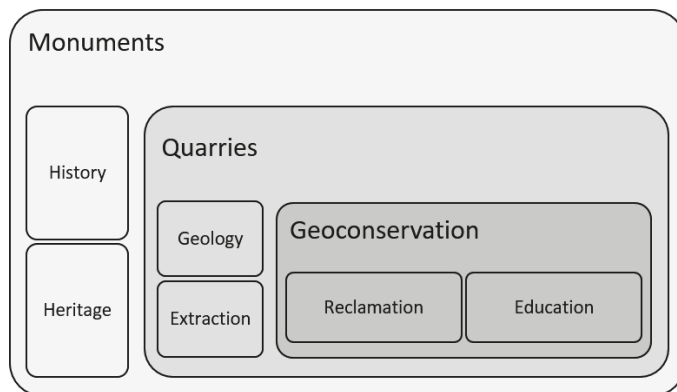 Monuments
History
Heritage
Quarries
Geology
Extraction
Geoconservation
Reclamation
Education